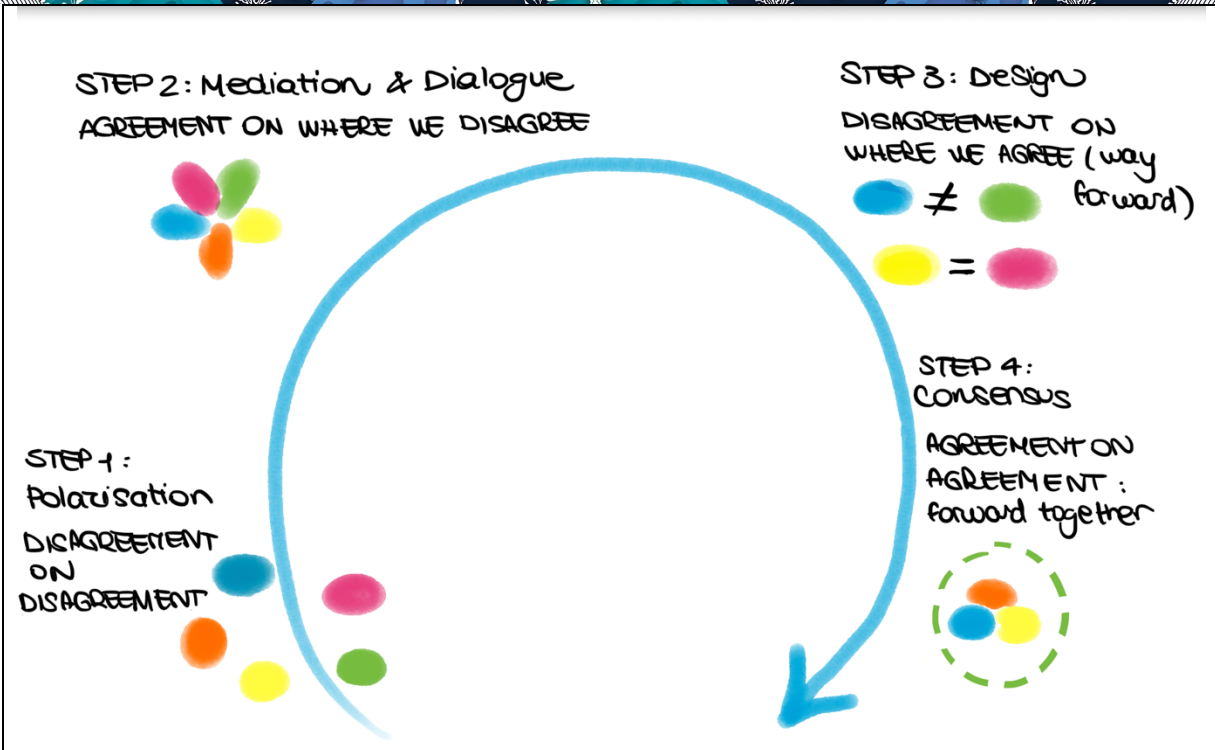 STEP 1:
Polarisation
DISAGREEMENT
ON
DISAGREEMENT
STEP 2: Mediation & Dialogue
AGREEMENT ON WHERE WE DISAGREE
STEP 3: Design
DISAGREEMENT ON
WHERE WE AGREE (way
forward)
≠
=
STEP 4:
Consensus
AGREEMENT ON
AGREEMENT:
forward together